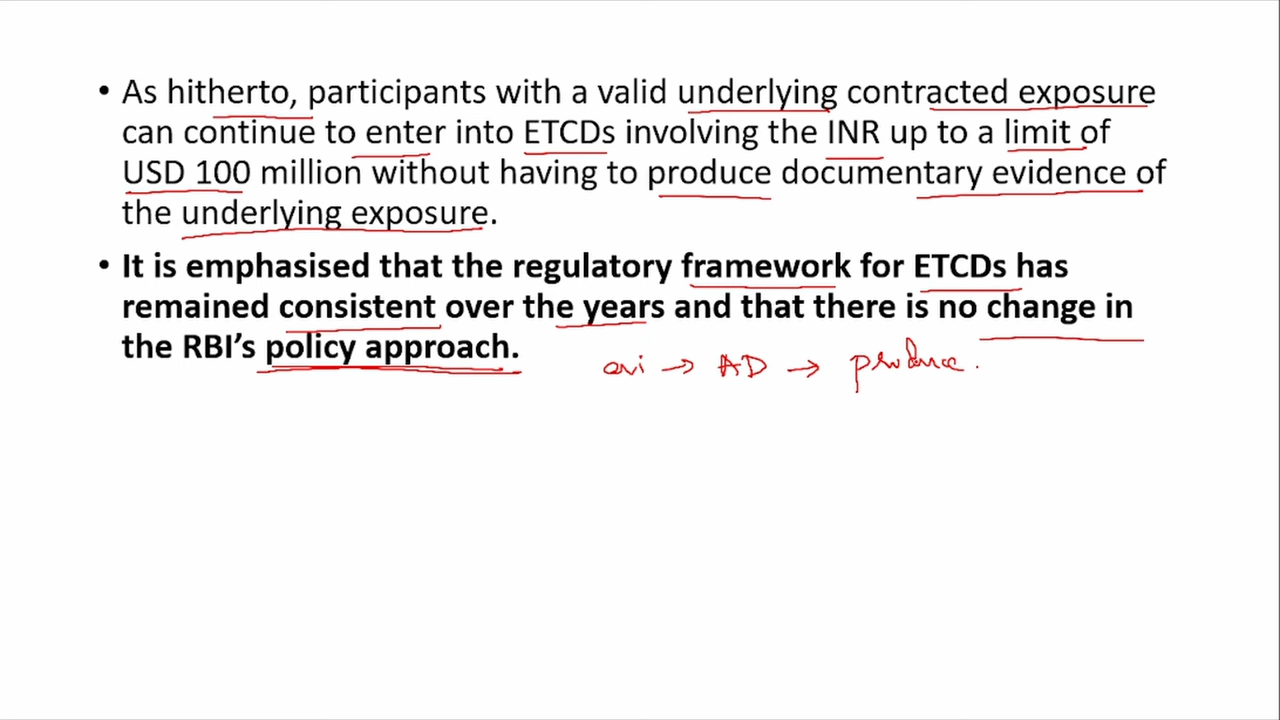 • As hitherto, participants with a valid underlying contracted exposure
can continue to enter into ETCDs involving the INR up to a limit of
USD 100 million without having to produce documentary evidence of
the underlying exposure.
• It is emphasised that the regulatory framework for ETCDs has
remained consistent over the years and that there is no change in
the RBI’s policy approach.
evi → AD → produce.